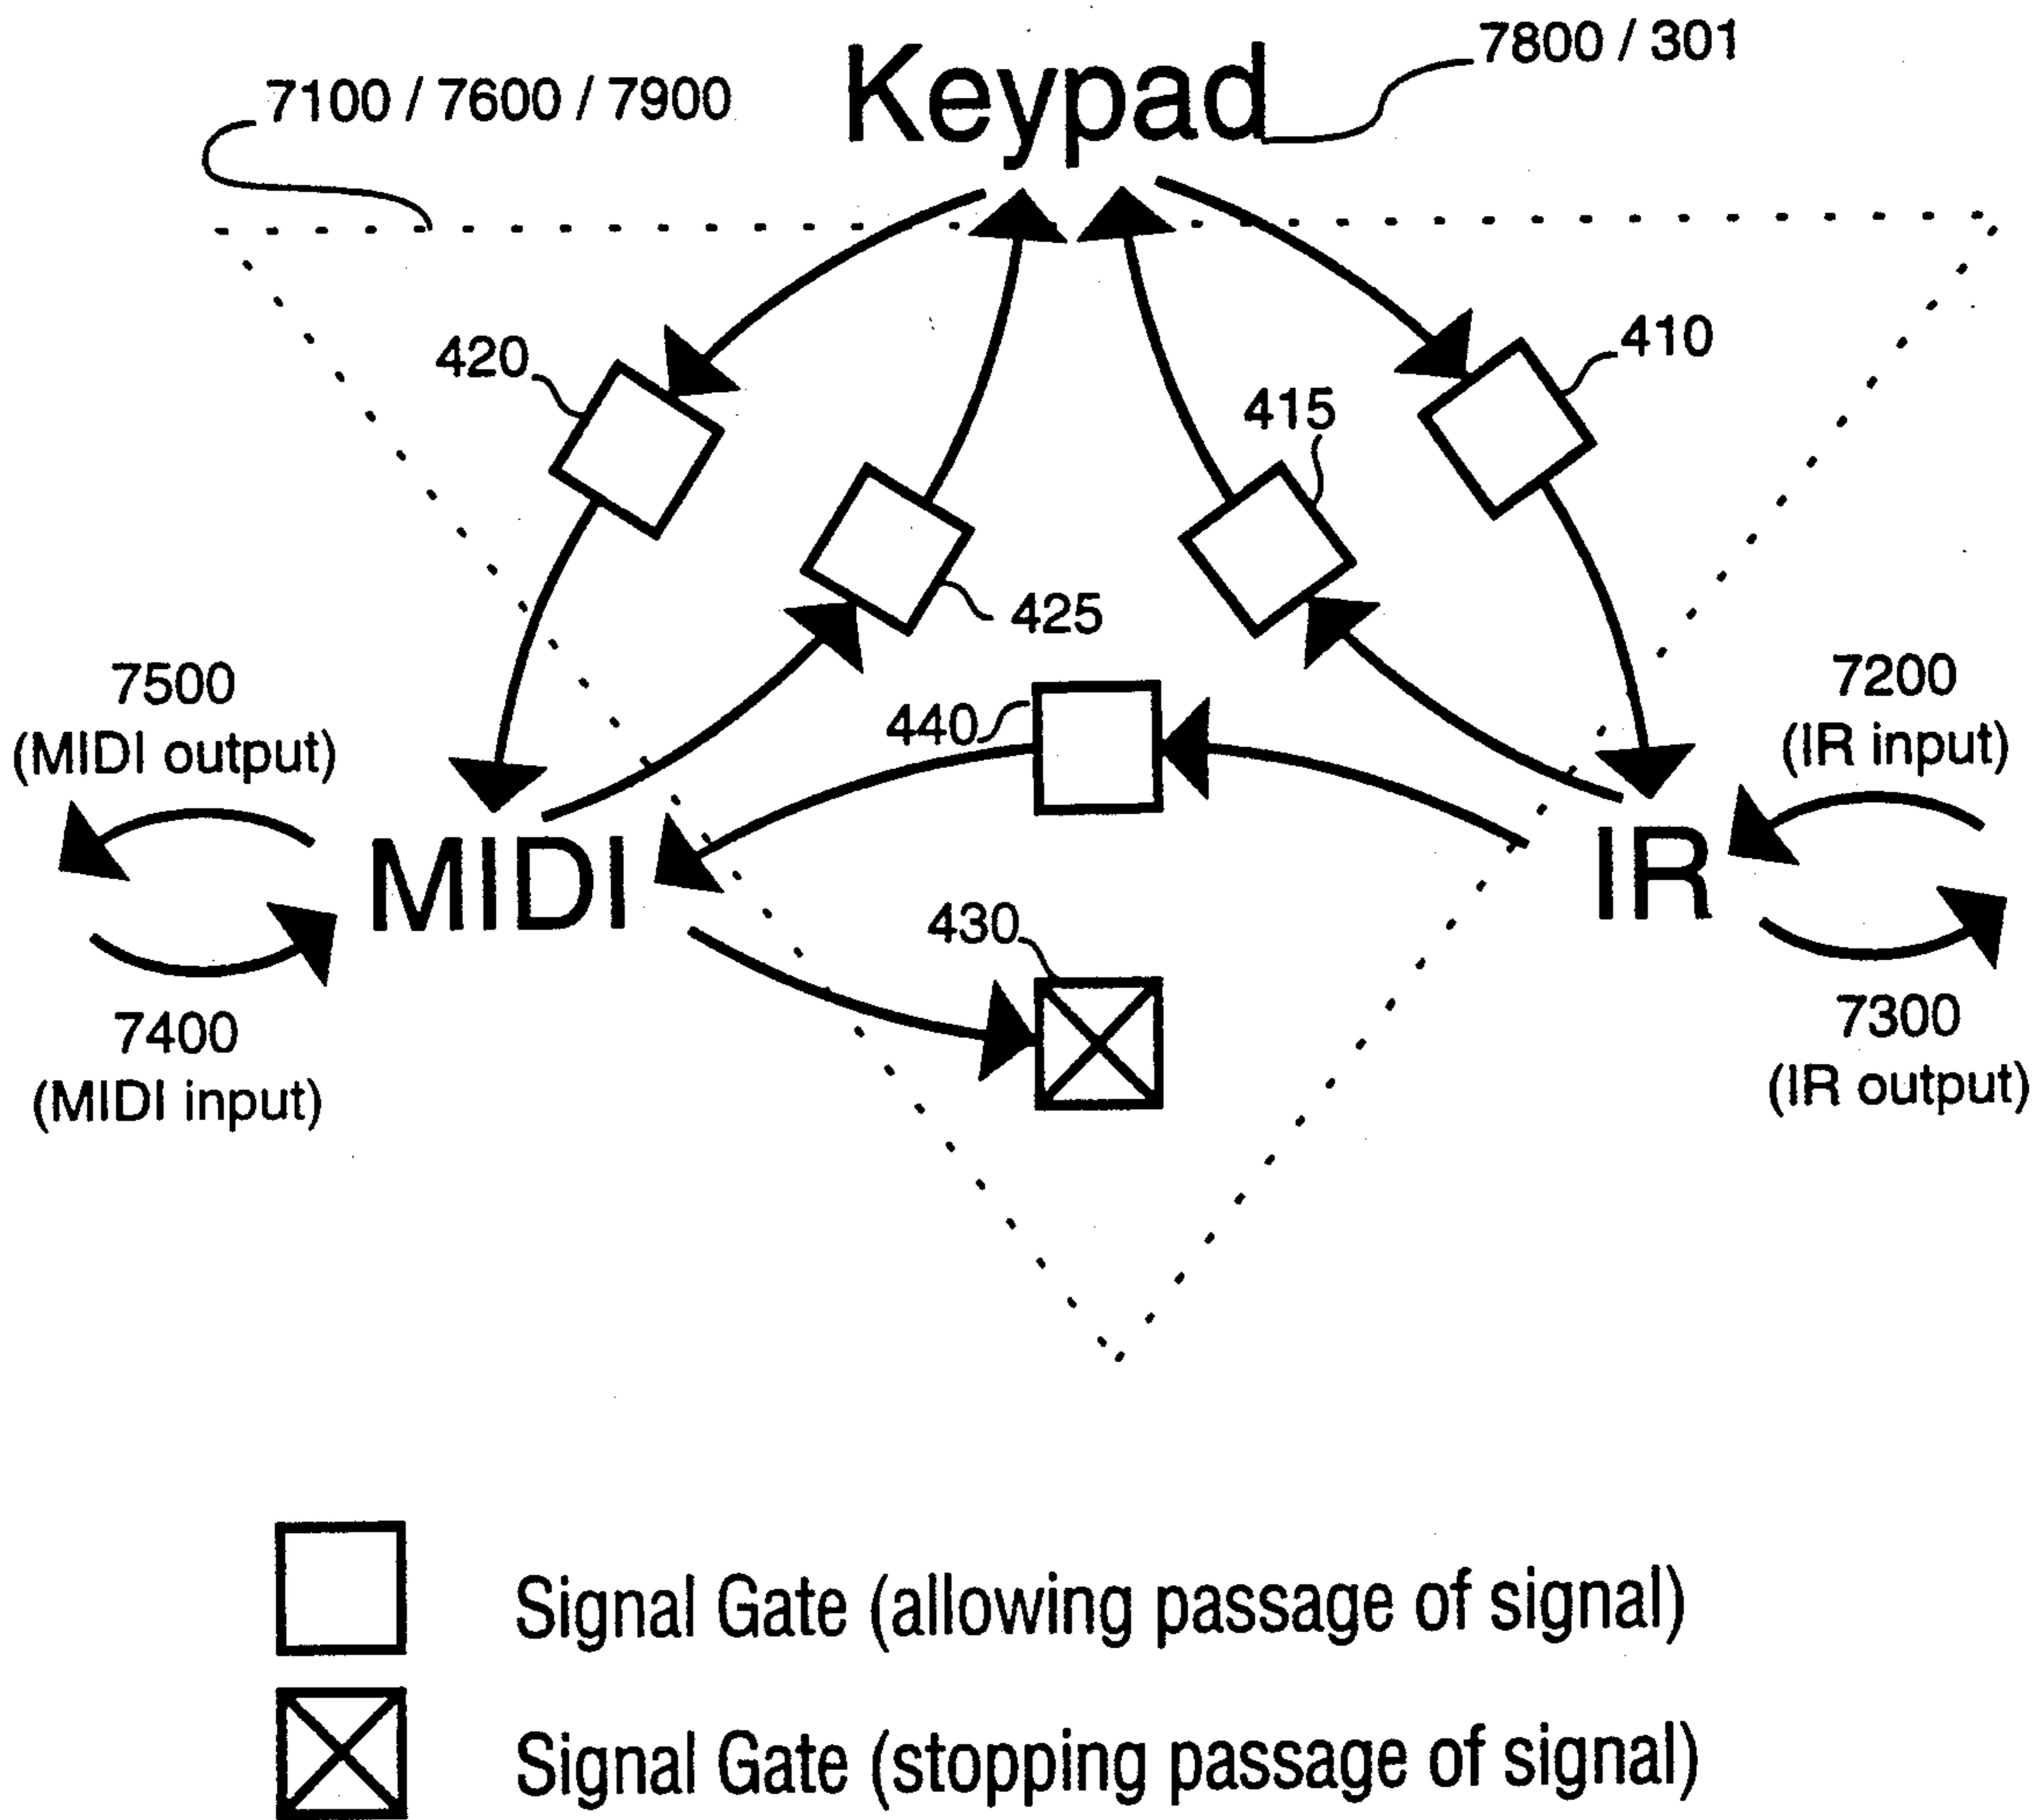 7800 / 301
7100 / 7600 / 7900
Keypad
420
410
415
425
7500
(MIDI output)
440
7200
(IR input)
MIDI
IR
430
7400
(MIDI input)
7300
(IR output)
Signal Gate (allowing passage of signal)
Signal Gate (stopping passage of signal)